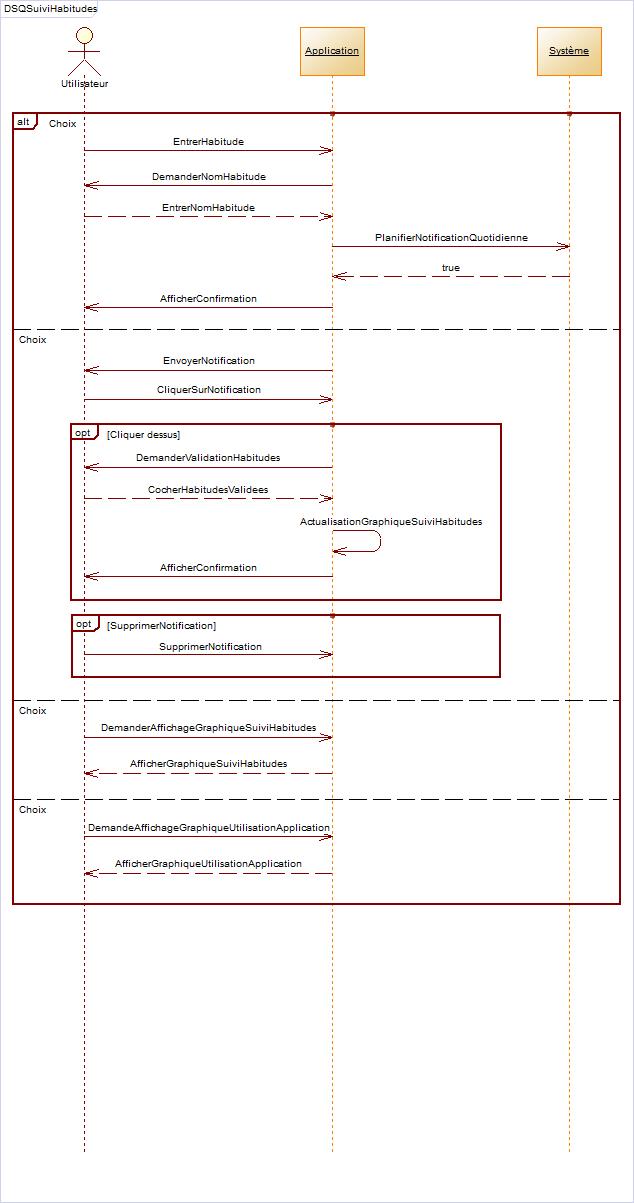 DSQSuiviHabitudes
Utilisateur
Application
Système
alt
Choix
EntrerHabitude
DemanderNomHabitude
EntrerNomHabitude
PlanifierNotificationQuotidienne
true
AfficherConfirmation
Choix
EnvoyerNotification
CliquerSurNotification
opt [Cliquer dessus]
DemanderValidationHabitudes
CocherHabitudesValidees
ActualisationGraphiqueSuiviHabitudes
AfficherConfirmation
opt [SupprimerNotification]
SupprimerNotification
Choix
DemanderAffichageGraphiqueSuiviHabitudes
AfficherGraphiqueSuiviHabitudes
Choix
DemandeAffichageGraphiqueUtilisationApplication
AfficherGraphiqueUtilisationApplication